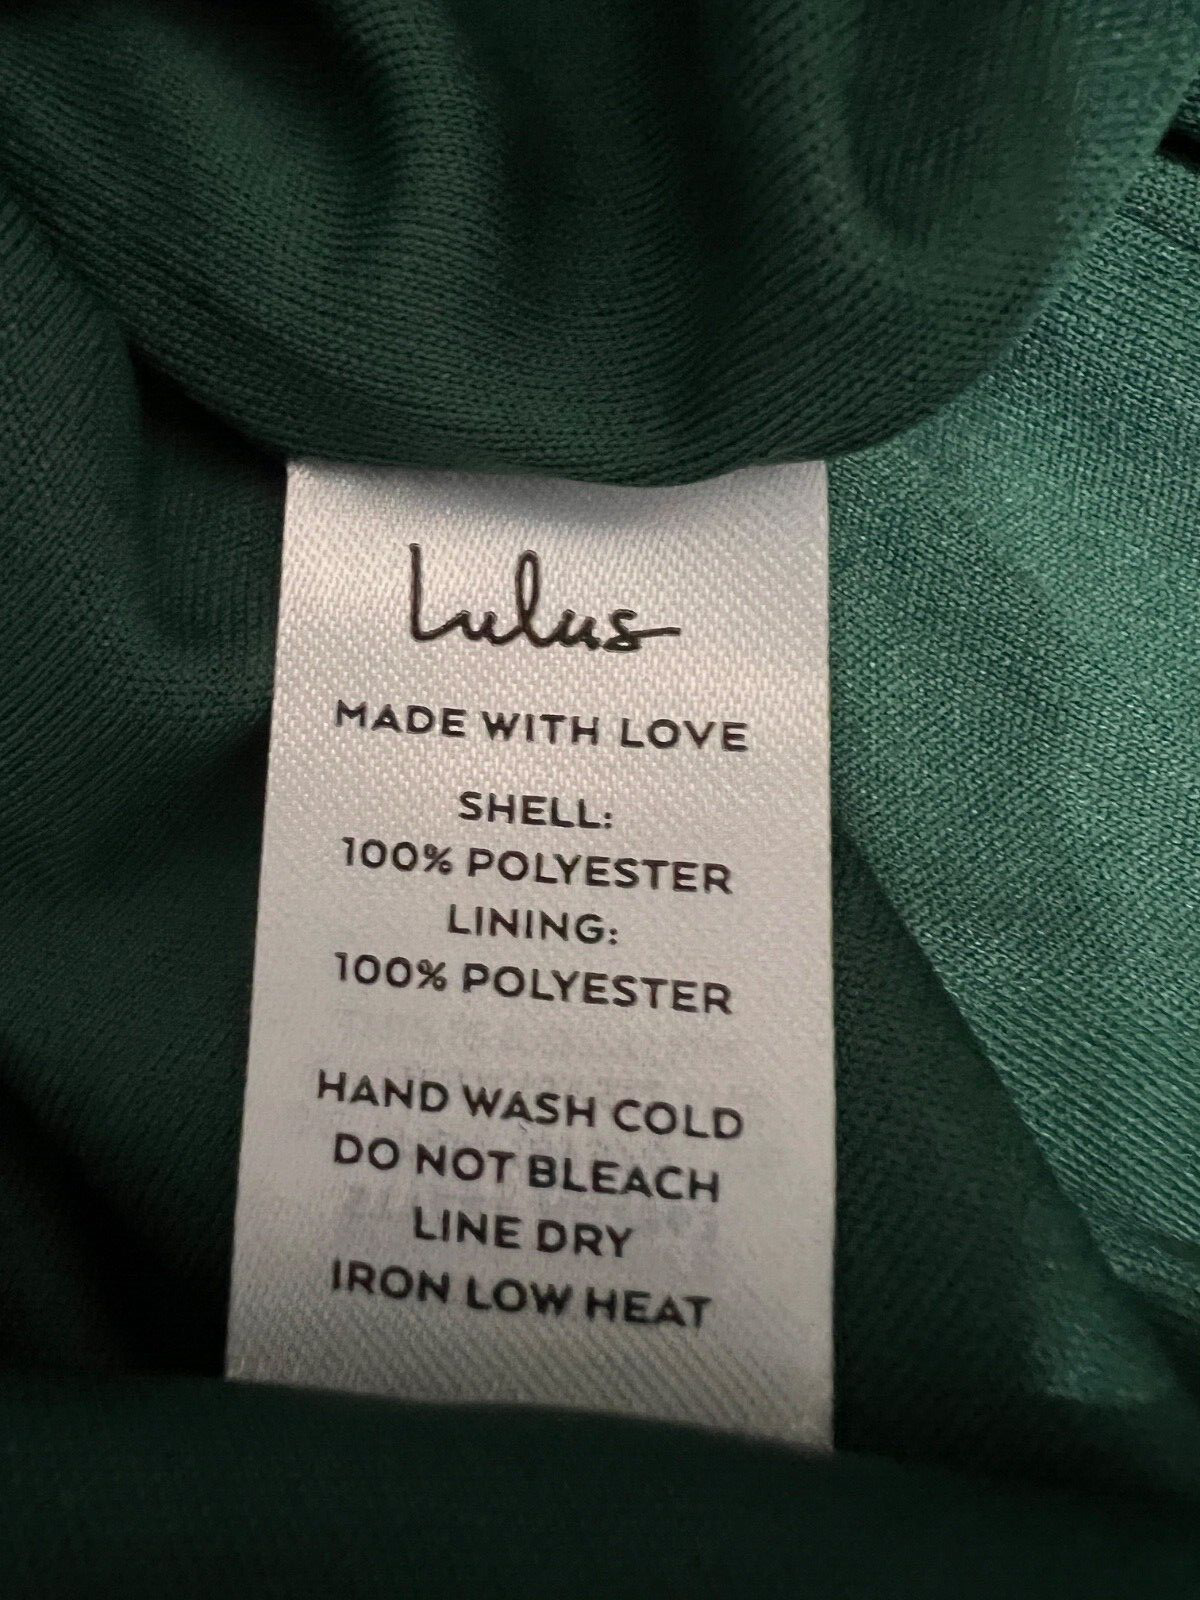 Lulus
MADE WITH LOVE
SHELL:
100% POLYESTER
LINING:
100% POLYESTER
HAND WASH COLD
DO NOT BLEACH
LINE DRY
IRON LOW HEAT